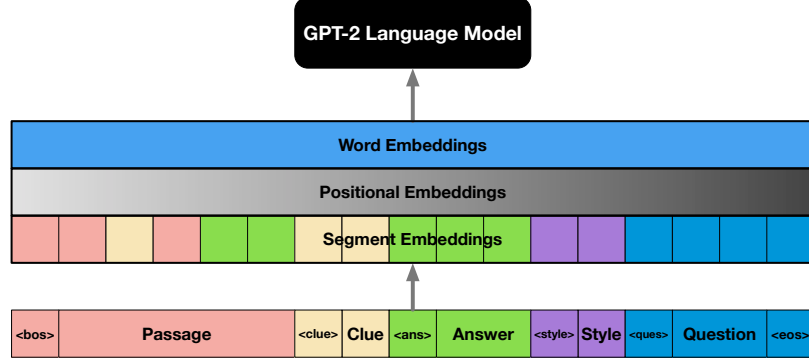 GPT-2 Language Model
Word Embeddings
Positional Embeddings
Segment Embeddings
<bos> Passage <clue> Clue <ans> Answer <style> Style <ques> Question <eos>